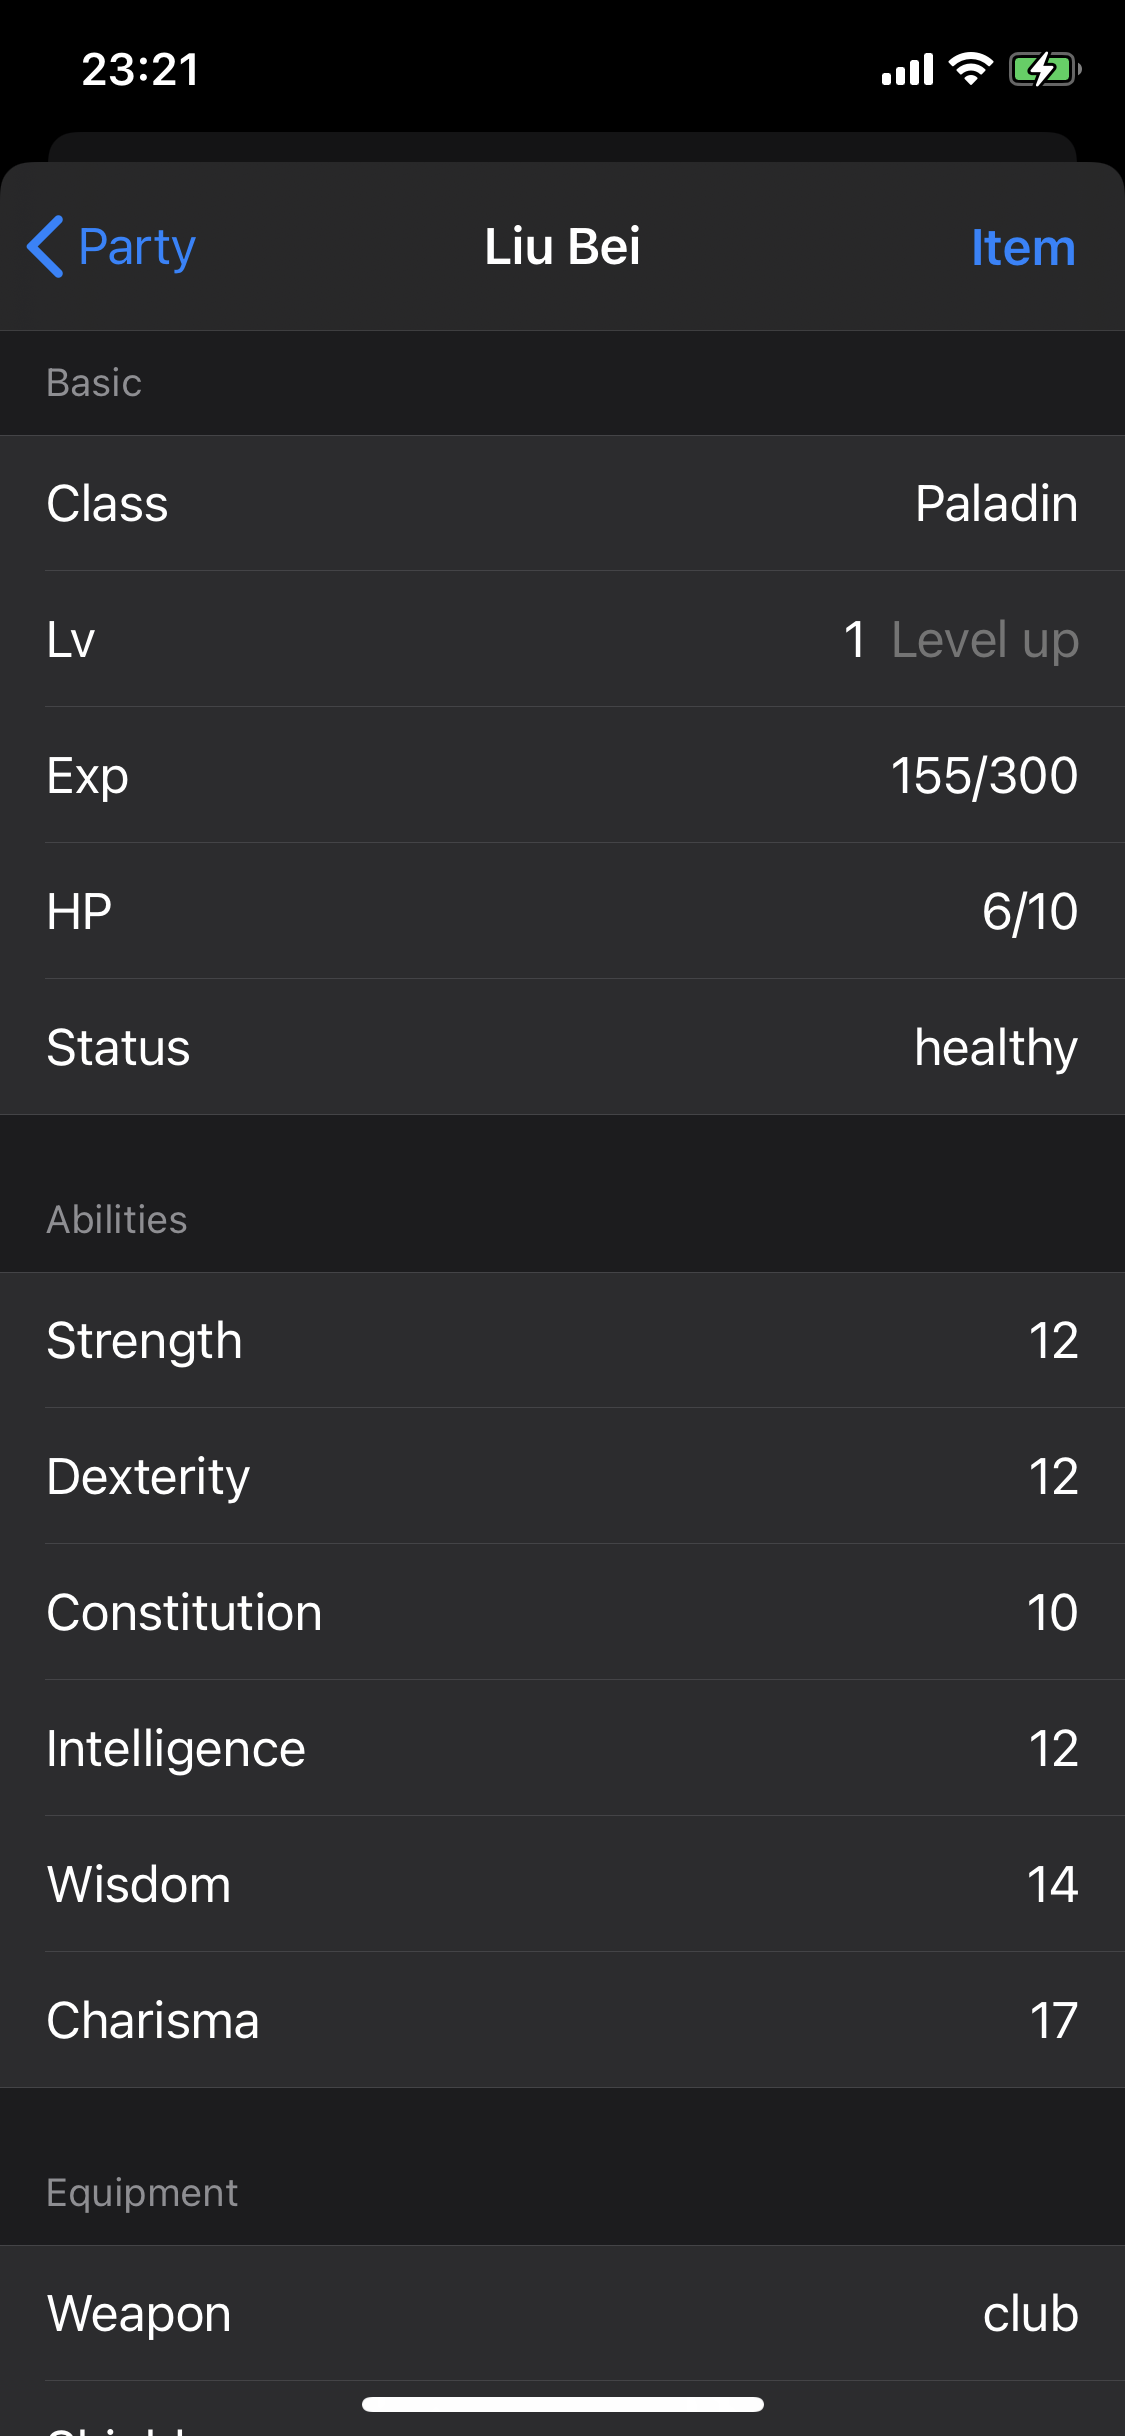 23:21
Party
Liu Bei
Item
Basic
Class Paladin
Lv 1 Level up
Exp 155/300
HP 6/10
Status healthy
Abilities
Strength 12
Dexterity 12
Constitution 10
Intelligence 12
Wisdom 14
Charisma 17
Equipment
Weapon club